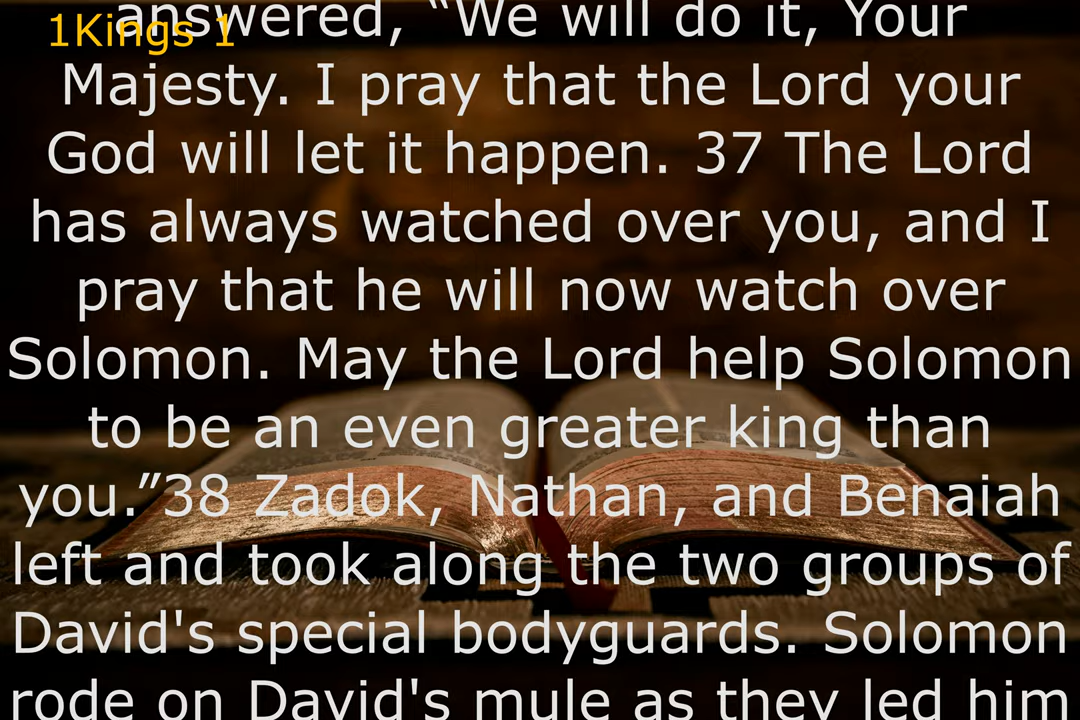 1Kings 1
answered, “We will do it, Your
Majesty. I pray that the Lord your
God will let it happen. 37 The Lord
has always watched over you, and I
pray that he will now watch over
Solomon. May the Lord help Solomon
to be an even greater king than
you.”38 Zadok, Nathan, and Benaiah
left and took along the two groups of
David's special bodyguards. Solomon
rode on David's mule as they led him